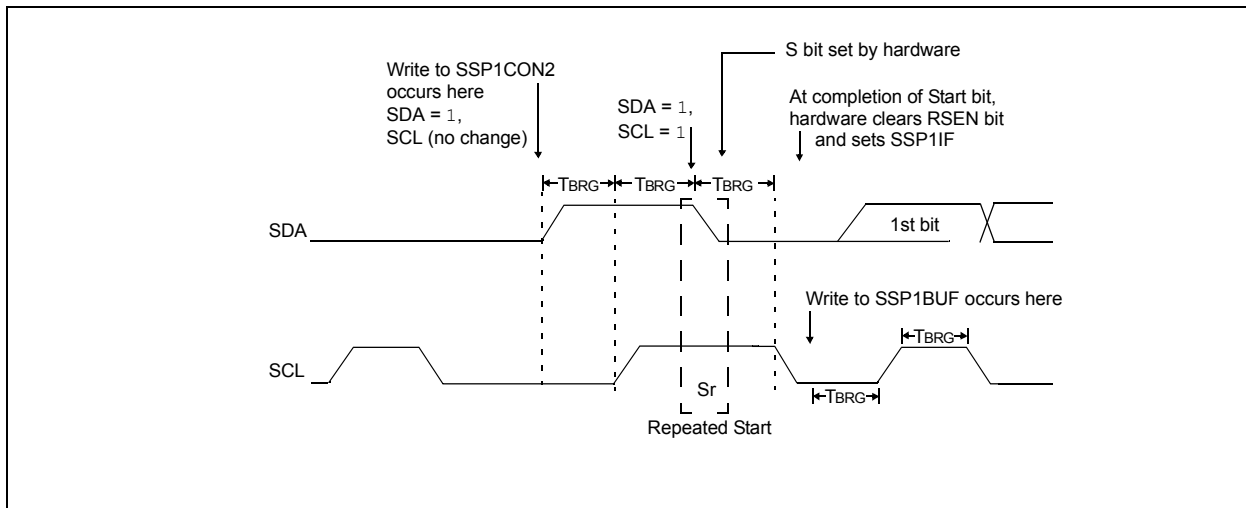 S bit set by hardware
Write to SSP1CON2
occurs here
SDA = 1,
SCL (no change)
SDA = 1,
SCL = 1
At completion of Start bit,
hardware clears RSEN bit
and sets SSP1IF
TBRG TBRG TBRG
SDA
1st bit
Write to SSP1BUF occurs here
TBRG
SCL
Sr
TBRG
Repeated Start